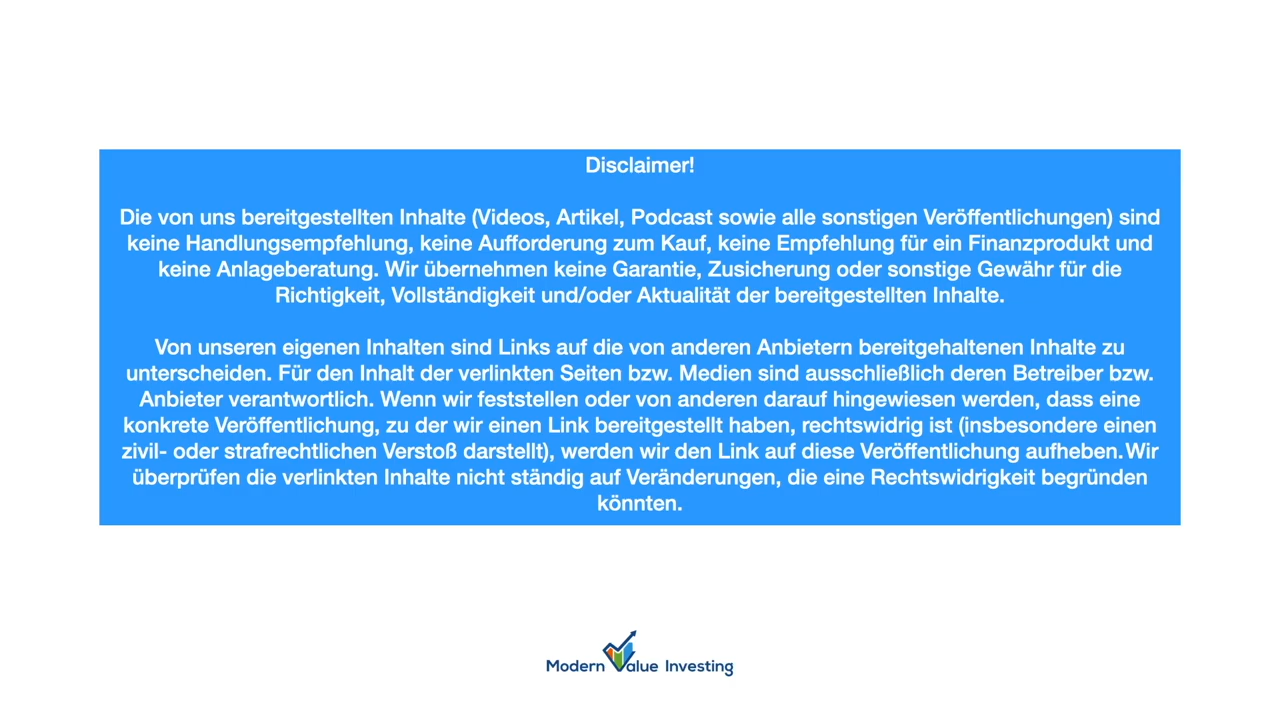 Disclaimer!
Die von uns bereitgestellten Inhalte (Videos, Artikel, Podcast sowie alle sonstigen Veröffentlichungen) sind
keine Handlungsempfehlung, keine Aufforderung zum Kauf, keine Empfehlung für ein Finanzprodukt und
keine Anlageberatung. Wir übernehmen keine Garantie, Zusicherung oder sonstige Gewähr für die
Richtigkeit, Vollständigkeit und/oder Aktualität der bereitgestellten Inhalte.
Von unseren eigenen Inhalten sind Links auf die von anderen Anbietern bereitgehaltenen Inhalte zu
unterscheiden. Für den Inhalt der verlinkten Seiten bzw. Medien sind ausschließlich deren Betreiber bzw.
Anbieter verantwortlich. Wenn wir feststellen oder von anderen darauf hingewiesen werden, dass eine
konkrete Veröffentlichung, zu der wir einen Link bereitgestellt haben, rechtswidrig ist (insbesondere einen
zivil- oder strafrechtlichen Verstoß darstellt), werden wir den Link auf diese Veröffentlichung aufheben.Wir
überprüfen die verlinkten Inhalte nicht ständig auf Veränderungen, die eine Rechtswidrigkeit begründen
könnten.
Modern Value Investing